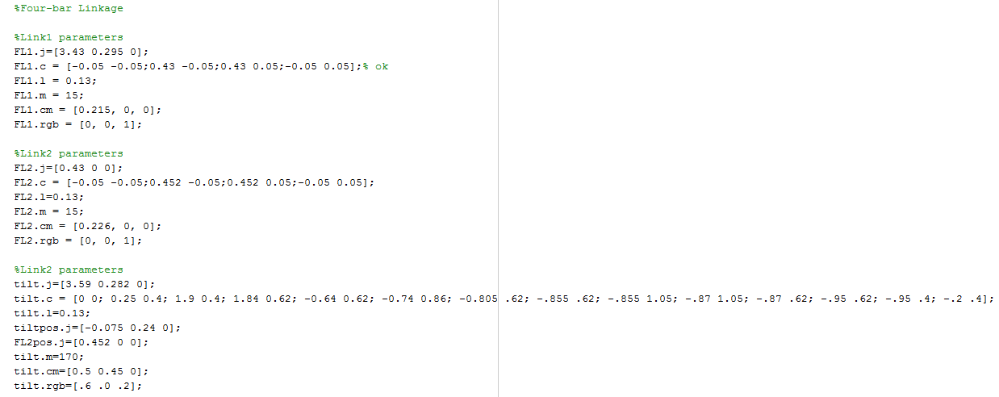 %Four-bar Linkage
%Link1 parameters
FL1.j=[3.43 0.295 0];
FL1.c = [-0.05 -0.05;0.43 -0.05;0.43 0.05;-0.05 0.05];% ok
FL1.l = 0.13;
FL1.m = 15;
FL1.cm = [0.215, 0, 0];
FL1.rgb = [0, 0, 1];
%Link2 parameters
FL2.j=[0.43 0 0];
FL2.c = [-0.05 -0.05;0.452 -0.05;0.452 0.05;-0.05 0.05];
FL2.l=0.13;
FL2.m = 15;
FL2.cm = [0.226, 0, 0];
FL2.rgb = [0, 0, 1];
%Link2 parameters
tilt.j=[3.59 0.282 0];
tilt.c = [0 0; 0.25 0.4; 1.9 0.4; 1.84 0.62; -0.64 0.62; -0.74 0.86; -0.805 .62; -.855 .62; -.855 1.05; -.87 1.05; -.87 .62; -.95 .62; -.95 .4; -.2 .4];
tilt.l=0.13;
tiltpos.j=[-0.075 0.24 0];
FL2pos.j=[0.452 0 0];
tilt.m=170;
tilt.cm=[0.5 0.45 0];
tilt.rgb=[.6 .0 .2];